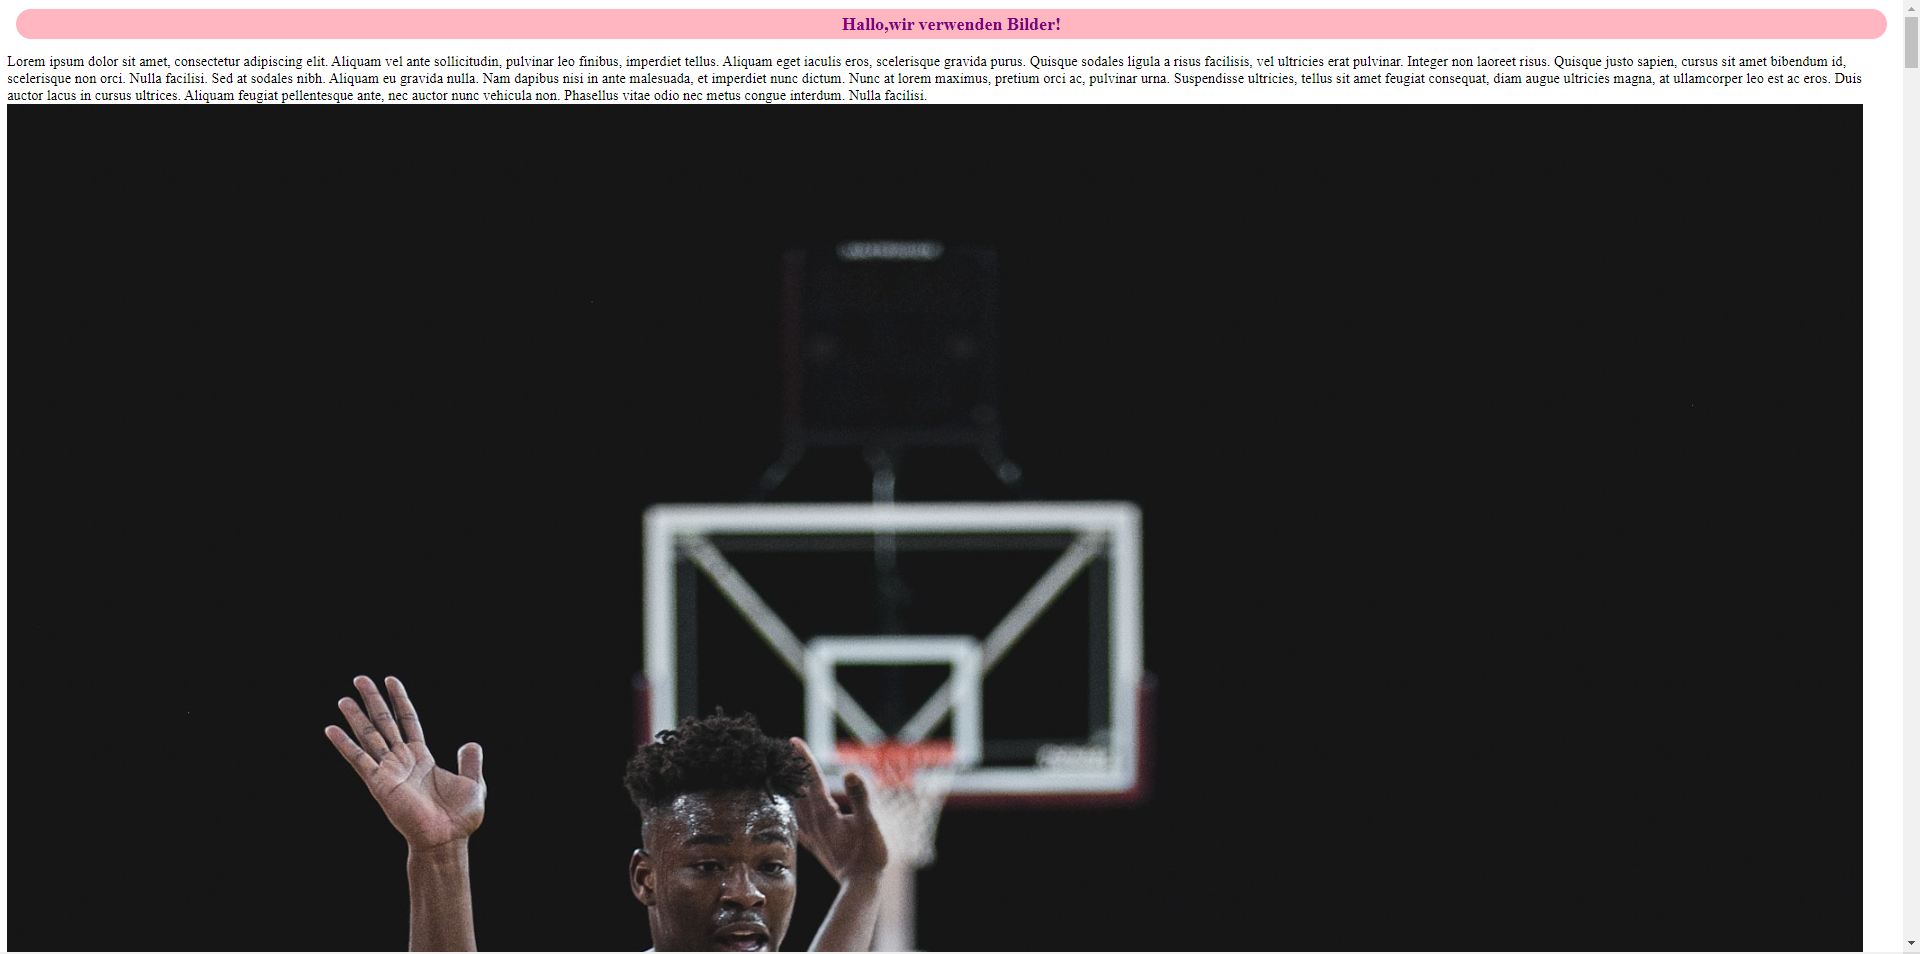 Hallo,wir verwenden Bilder!
Lorem ipsum dolor sit amet, consectetur adipiscing elit. Aliquam vel ante sollicitudin, pulvinar leo finibus, imperdiet tellus. Aliquam eget iaculis eros, scelerisque gravida purus. Quisque sodales ligula a risus facilisis, vel ultricies erat pulvinar. Integer non laoreet risus. Quisque justo sapien, cursus sit amet bibendum id,
scelerisque non orci. Nulla facilisi. Sed at sodales nibh. Aliquam eu gravida nulla. Nam dapibus nisi in ante malesuada, et imperdiet nunc dictum. Nunc at lorem maximus, pretium orci ac, pulvinar urna. Suspendisse ultricies, tellus sit amet feugiat consequat, diam augue ultricies magna, at ullamcorper leo est ac eros. Duis
auctor lacus in cursus ultrices. Aliquam feugiat pellentesque ante, nec auctor nunc vehicula non. Phasellus vitae odio nec metus congue interdum. Nulla facilisi.